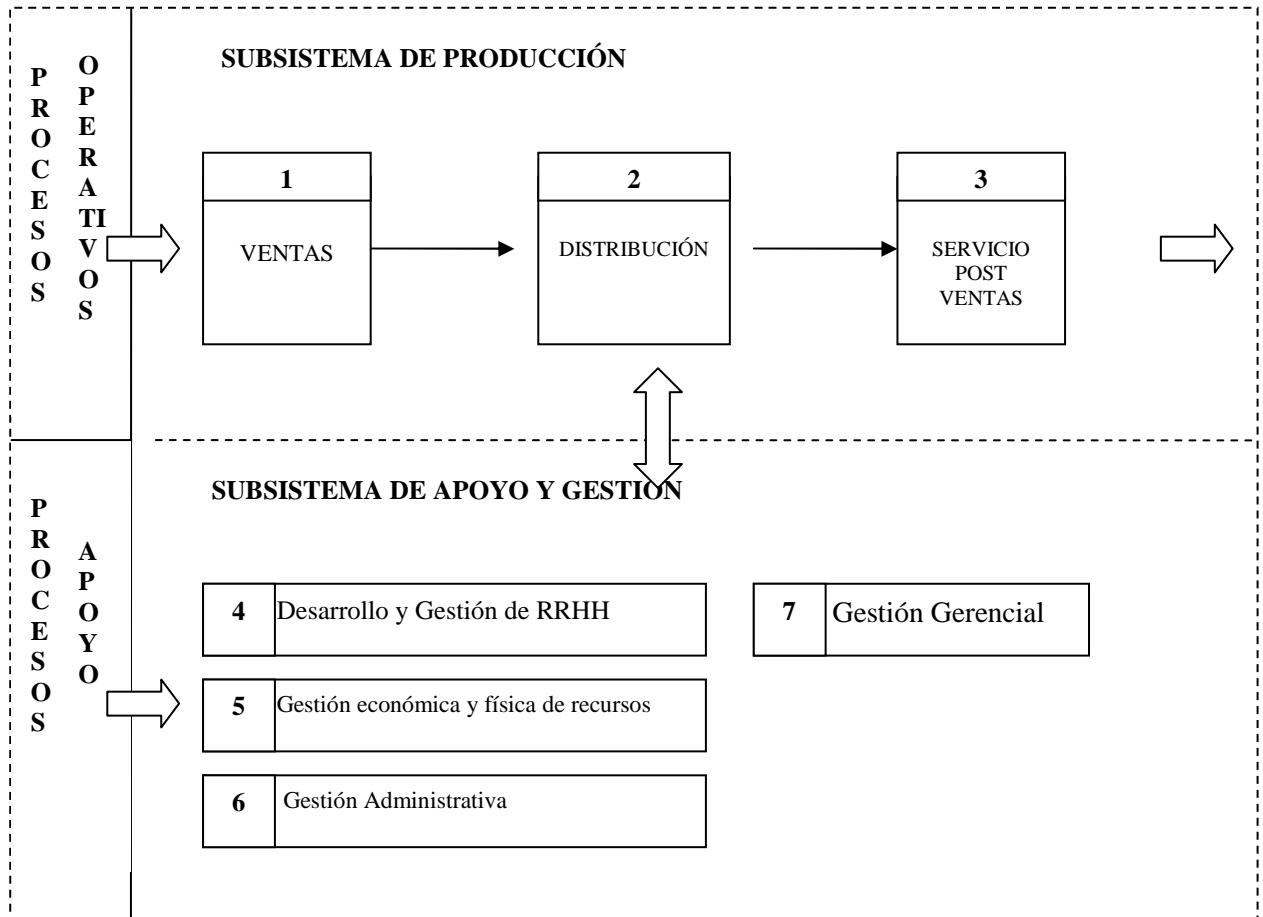 PROCESOS
OPERATIVOS
SUBSISTEMA DE PRODUCCIÓN
1
VENTAS
2
DISTRIBUCIÓN
3
SERVICIO
POST
VENTAS
PROCESOS
APOYO
SUBSISTEMA DE APOYO Y GESTIÓN
4 Desarrollo y Gestión de RRHH
7 Gestión Gerencial
5 Gestión económica y física de recursos
6 Gestión Administrativa